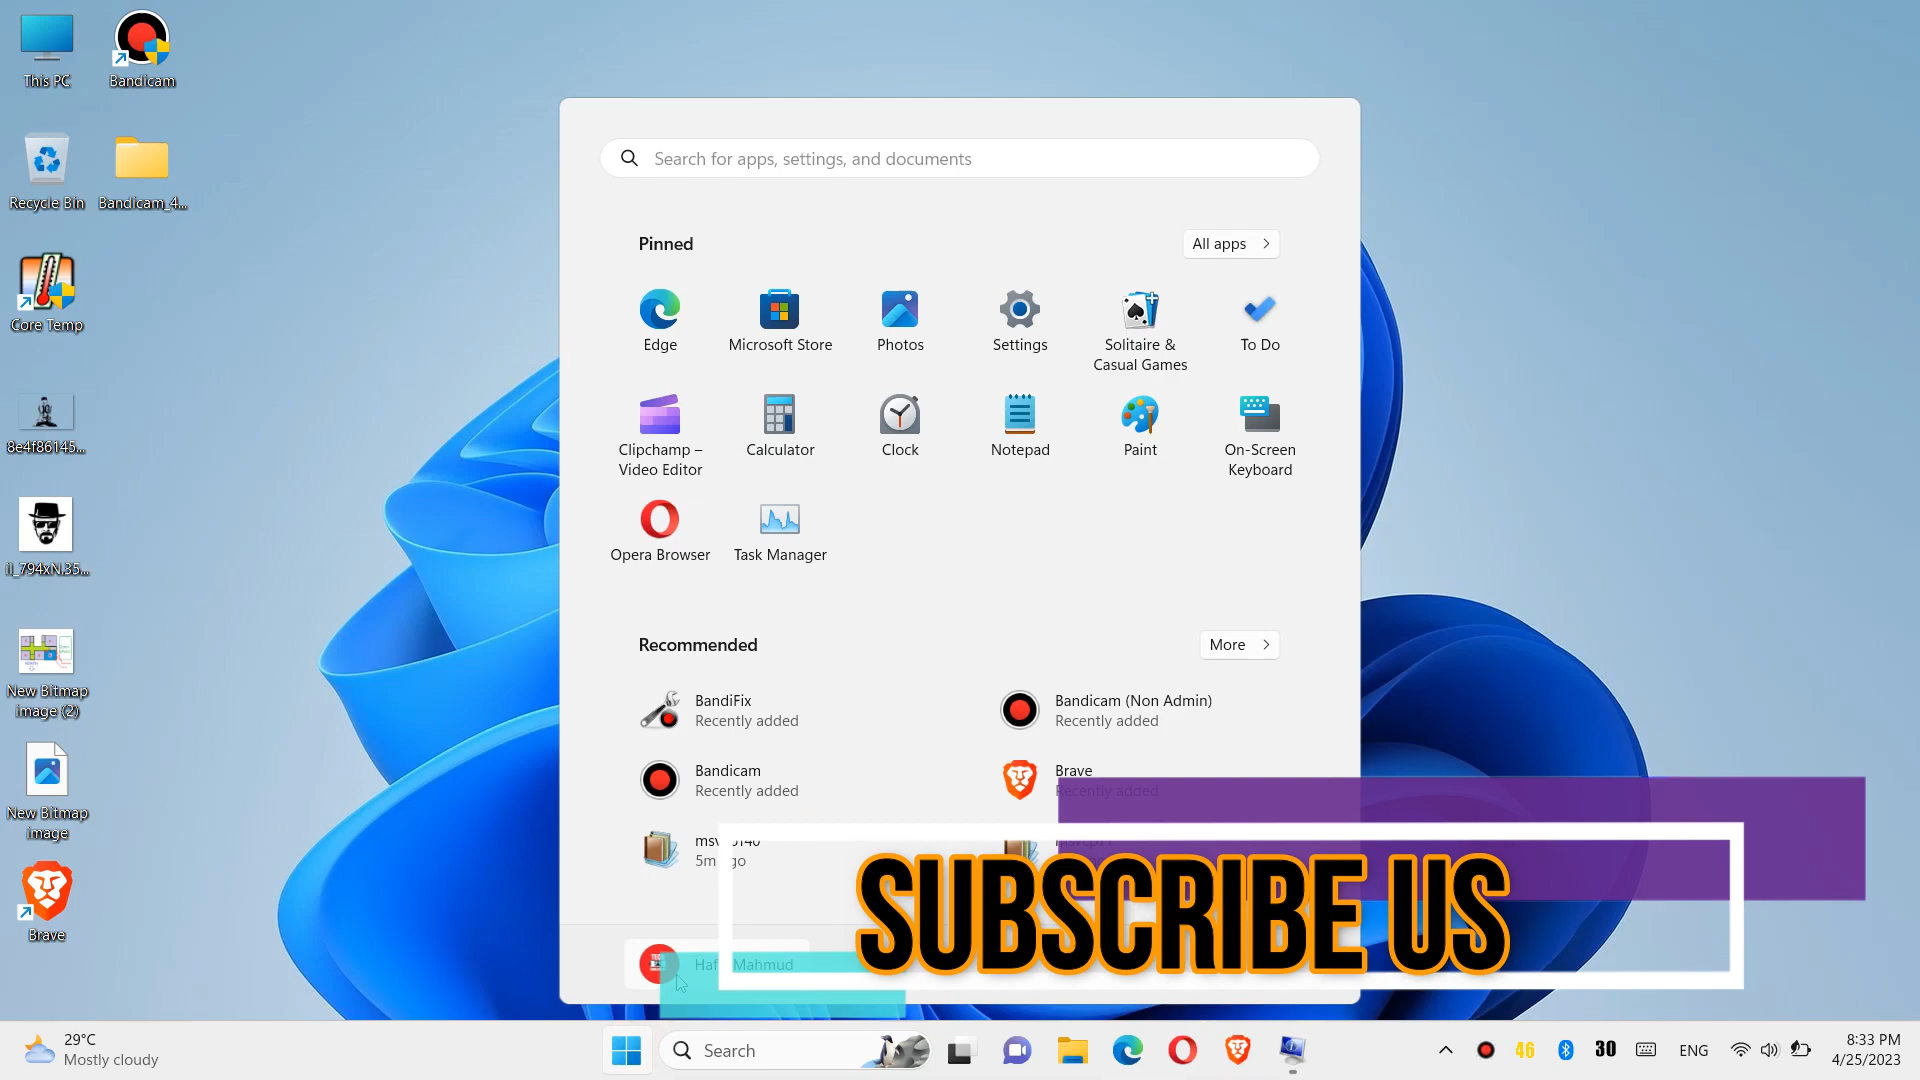 This PC
Bandicam
Recycle Bin
Bandicam_4...
Core Temp
8e4f86145...
New Bitmap
image (2)
New Bitmap
image
Brave
Search for apps, settings, and documents
Pinned
All apps
Edge
Microsoft Store
Photos
Settings
Solitaire &
Casual Games
To Do
Clipchamp –
Video Editor
Calculator
Clock
Notepad
Paint
On-Screen
Keyboard
Opera Browser
Task Manager
Recommended
More
BandiFix
Recently added
Bandicam (Non Admin)
Recently added
Bandicam
Recently added
Brave
Recently added
Mahmud
SUBSCRIBE US
29°C
Mostly cloudy
Search
46
30
ENG
8:33 PM
4/25/2023